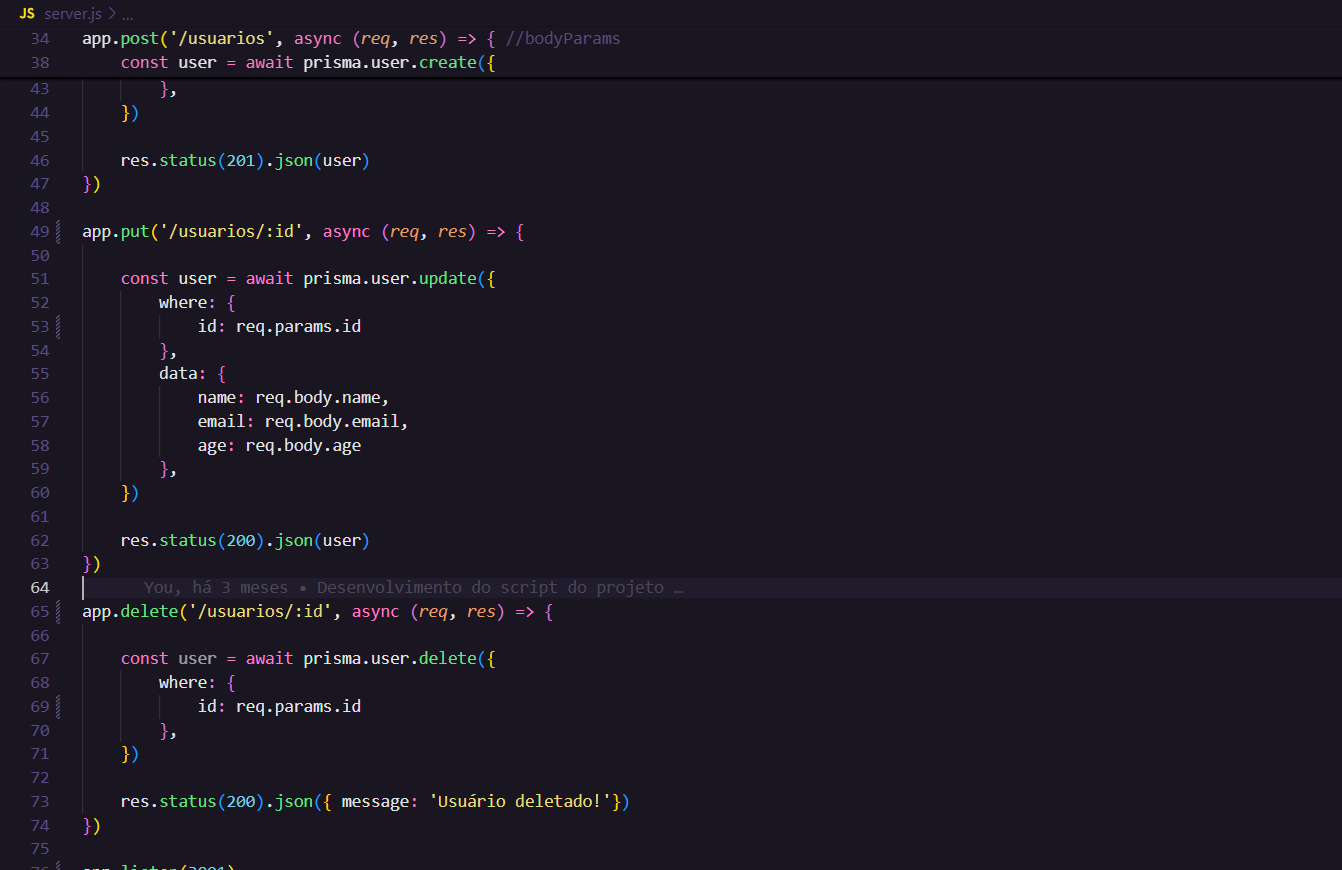 JS server.js > ...
34 app.post('/usuarios', async (req, res) => { //bodyParams
38 const user = await prisma.user.create({
43 },
44 })
45
46 res.status(201).json(user)
47 })
48
49 app.put('/usuarios/:id', async (req, res) => {
50
51 const user = await prisma.user.update({
52 where: {
53 id: req.params.id
54 },
55 data: {
56 name: req.body.name,
57 email: req.body.email,
58 age: req.body.age
59 },
60 })
61
62 res.status(200).json(user)
63 })
64 You, há 3 meses • Desenvolvimento do script do projeto …
65 app.delete('/usuarios/:id', async (req, res) => {
66
67 const user = await prisma.user.delete({
68 where: {
69 id: req.params.id
70 },
71 })
72
73 res.status(200).json({ message: 'Usuário deletado!'})
74 })
75
76 app.listen(3001)